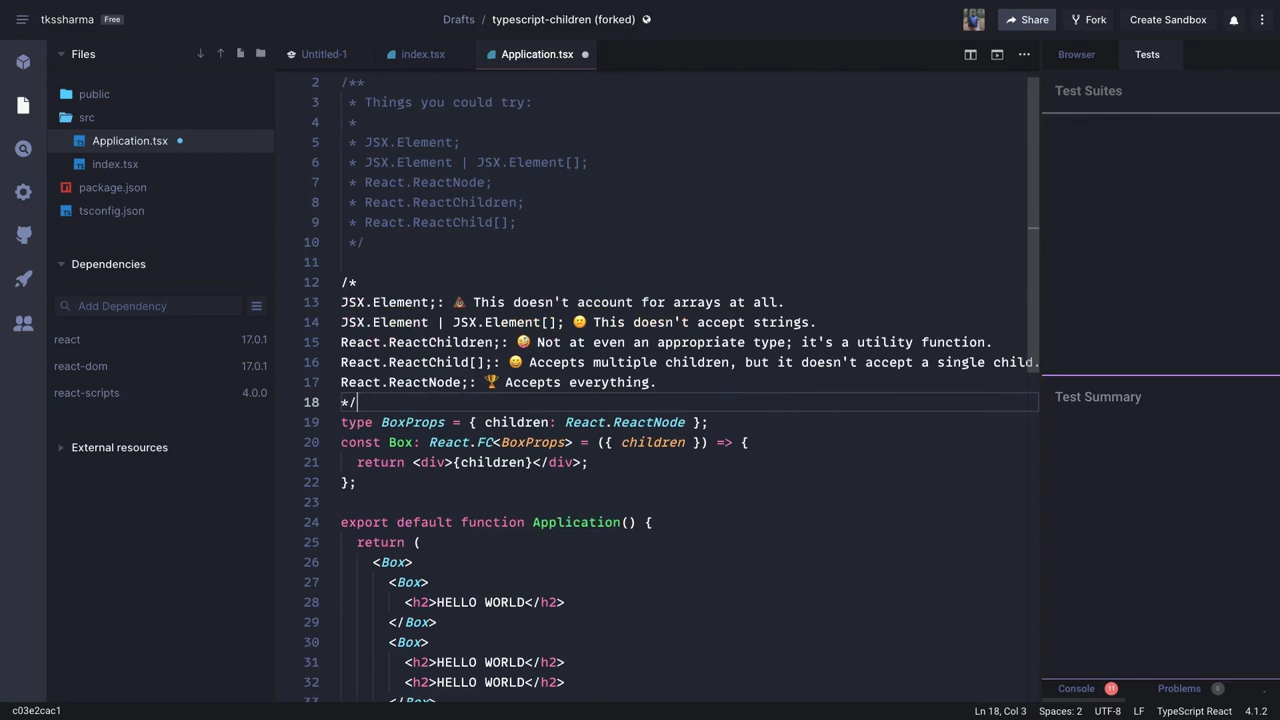 tkssharma Free
Drafts / typescript-children (forked)
Share
Fork
Create Sandbox
Files
Untitled-1
index.tsx
Application.tsx
Browser
Tests
public
src
Application.tsx
index.tsx
package.json
tsconfig.json
Dependencies
Add Dependency
react 17.0.1
react-dom 17.0.1
react-scripts 4.0.0
External resources
2 /**
3 * Things you could try:
4 *
5 * JSX.Element;
6 * JSX.Element | JSX.Element[];
7 * React.ReactNode;
8 * React.ReactChildren;
9 * React.ReactChild[];
10 */
11
12 /*
13 JSX.Element;: 💩 This doesn't account for arrays at all.
14 JSX.Element | JSX.Element[]; 😕 This doesn't accept strings.
15 React.ReactChildren;: 🤪 Not at even an appropriate type; it's a utility function.
16 React.ReactChild[];: 😀 Accepts multiple children, but it doesn't accept a single child.
17 React.ReactNode;: 🏆 Accepts everything.
18 */
19 type BoxProps = { children: React.ReactNode };
20 const Box: React.FC<BoxProps> = ({ children }) => {
21 return <div>{children}</div>;
22 };
23
24 export default function Application() {
25 return (
26 <Box>
27 <Box>
28 <h2>HELLO WORLD</h2>
29 </Box>
30 <Box>
31 <h2>HELLO WORLD</h2>
32 <h2>HELLO WORLD</h2>
33 </Box>
Test Suites
Test Summary
Console 11
Problems
c03e2cac1
Ln 18, Col 3
Spaces: 2
UTF-8
LF
TypeScript React
4.1.2